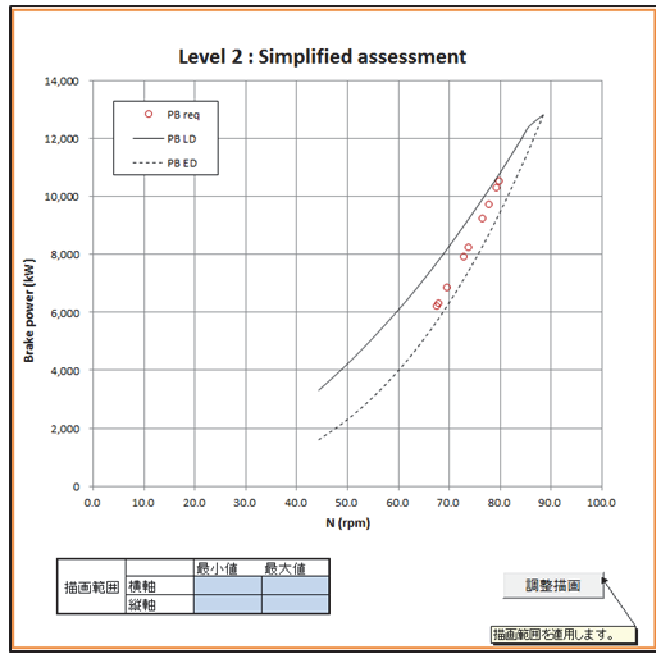 Level 2 : Simplified assessment
14,000
12,000
10,000
8,000
6,000
4,000
2,000
0
PB req
PB LD
PB ED
Brake power (kW)
0.0 10.0 20.0 30.0 40.0 50.0 60.0 70.0 80.0 90.0 100.0
N (rpm)
最小値 最大値
描画範囲 横軸
縦軸
調整描画
描画範囲を適用します。